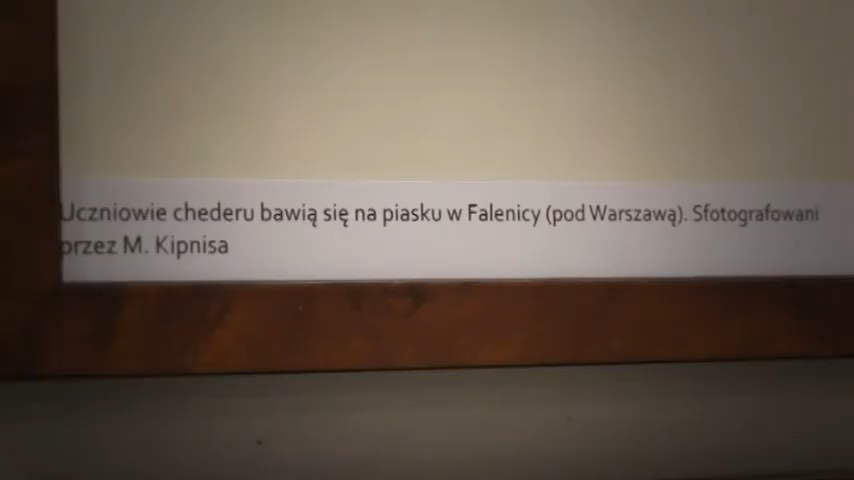 Uczniowie chederu bawią się na piasku w Falenicy (pod Warszawą). Sfotografowani
przez M. Kipnisa